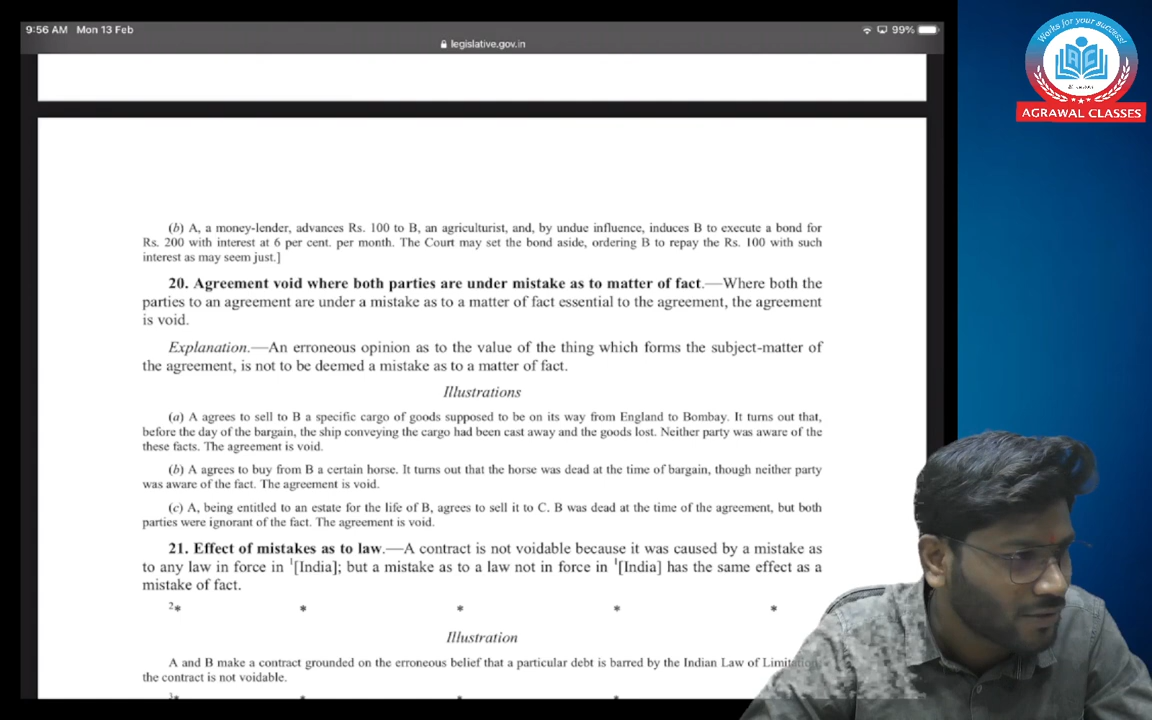 9:56 AM Mon 13 Feb
99%
legislative.gov.in
Works for your success!
AC
AGRAWAL CLASSES
(b) A, a money-lender, advances Rs. 100 to B, an agriculturist, and, by undue influence, induces B to execute a bond for
Rs. 200 with interest at 6 per cent. per month. The Court may set the bond aside, ordering B to repay the Rs. 100 with such
interest as may seem just.]
20. Agreement void where both parties are under mistake as to matter of fact.—Where both the
parties to an agreement are under a mistake as to a matter of fact essential to the agreement, the agreement
is void.
Explanation.—An erroneous opinion as to the value of the thing which forms the subject-matter of
the agreement, is not to be deemed a mistake as to a matter of fact.
Illustrations
(a) A agrees to sell to B a specific cargo of goods supposed to be on its way from England to Bombay. It turns out that,
before the day of the bargain, the ship conveying the cargo had been cast away and the goods lost. Neither party was aware of the
these facts. The agreement is void.
(b) A agrees to buy from B a certain horse. It turns out that the horse was dead at the time of bargain, though neither party
was aware of the fact. The agreement is void.
(c) A, being entitled to an estate for the life of B, agrees to sell it to C. B was dead at the time of the agreement, but both
parties were ignorant of the fact. The agreement is void.
21. Effect of mistakes as to law.—A contract is not voidable because it was caused by a mistake as
to any law in force in 1[India]; but a mistake as to a law not in force in 1[India] has the same effect as a
mistake of fact.
2* * * * *
Illustration
A and B make a contract grounded on the erroneous belief that a particular debt is barred by the Indian Law of Limitation
the contract is not voidable.